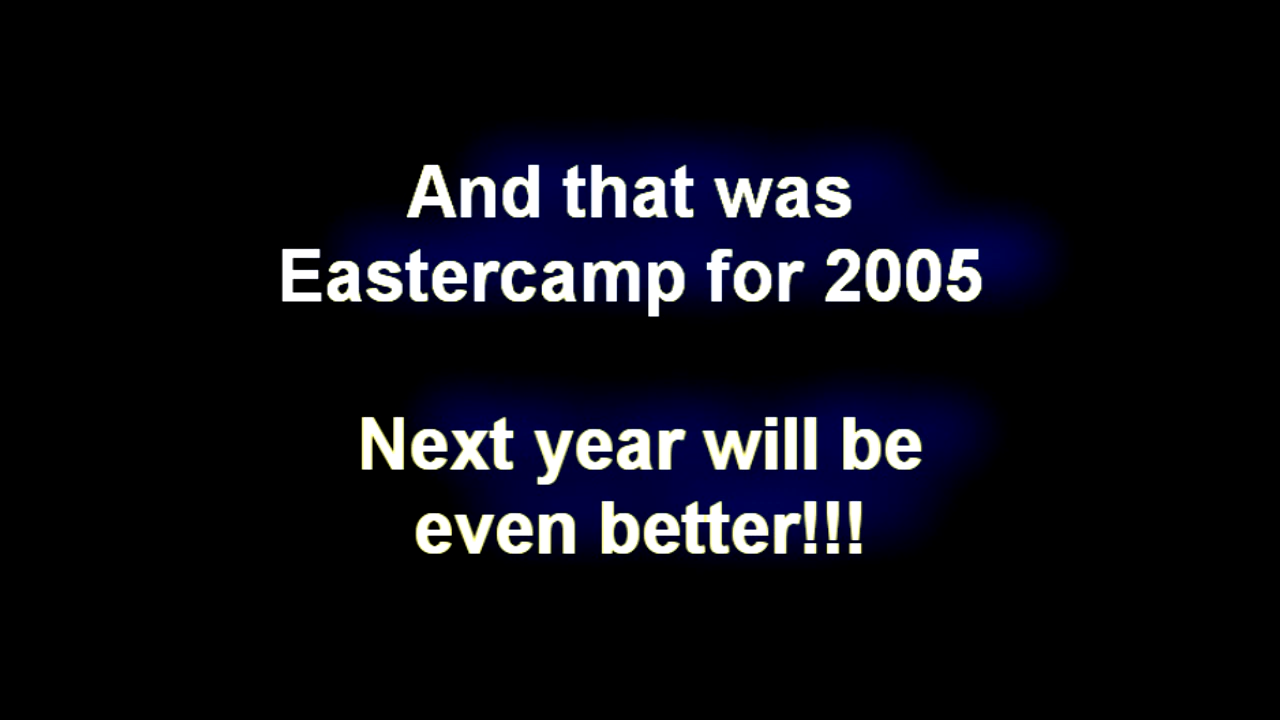 And that was
Eastercamp for 2005
Next year will be
even better!!!